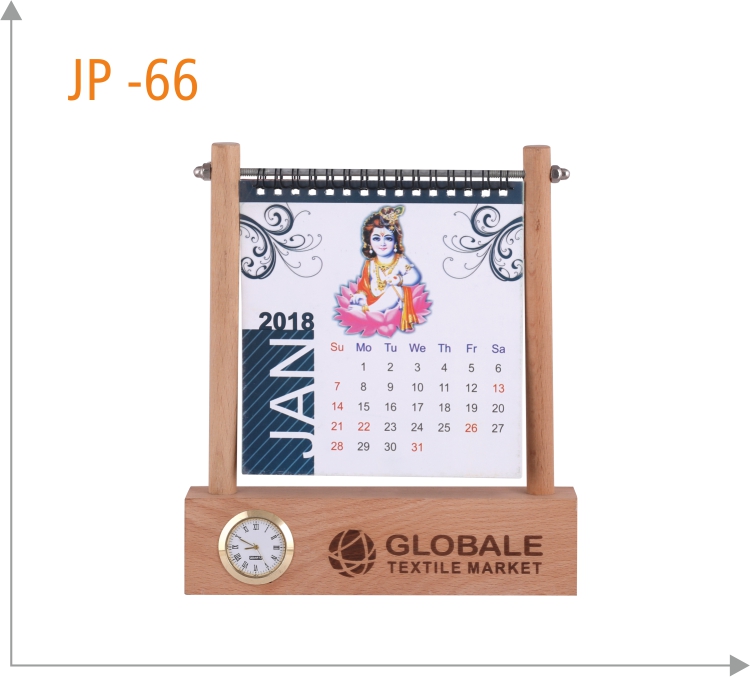 JP -66
2018
JAN
Su Mo Tu We Th Fr Sa
1 2 3 4 5 6
7 8 9 10 11 12 13
14 15 16 17 18 19 20
21 22 23 24 25 26 27
28 29 30 31
GLOBALE
TEXTILE MARKET